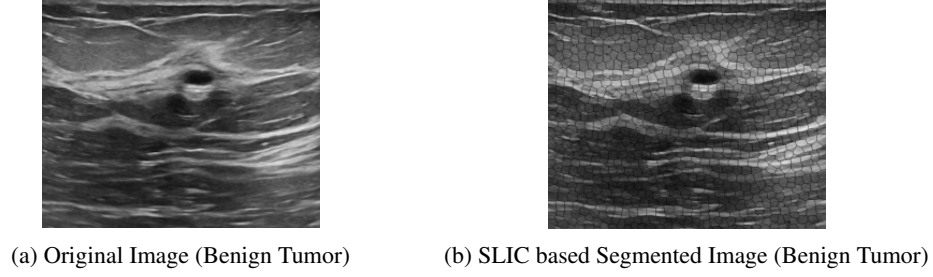 (a) Original Image (Benign Tumor)
(b) SLIC based Segmented Image (Benign Tumor)